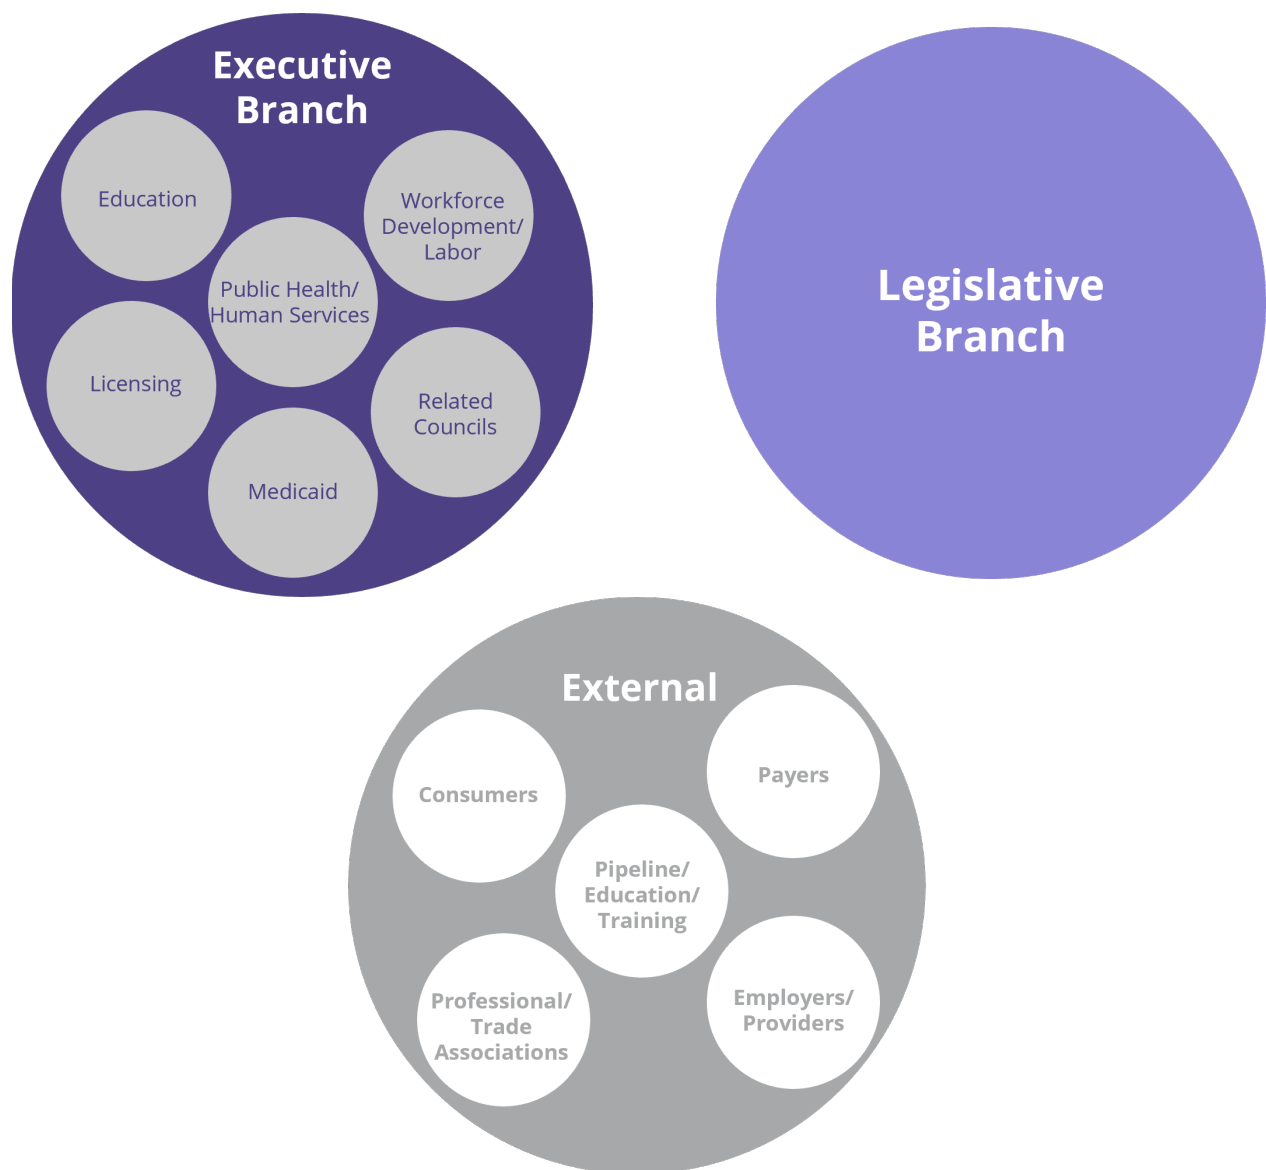 Executive
Branch
Education
Workforce
Development/
Labor
Public Health/
Human Services
Licensing
Related
Councils
Medicaid
Legislative
Branch
External
Consumers
Payers
Pipeline/
Education/
Training
Professional/
Trade
Associations
Employers/
Providers